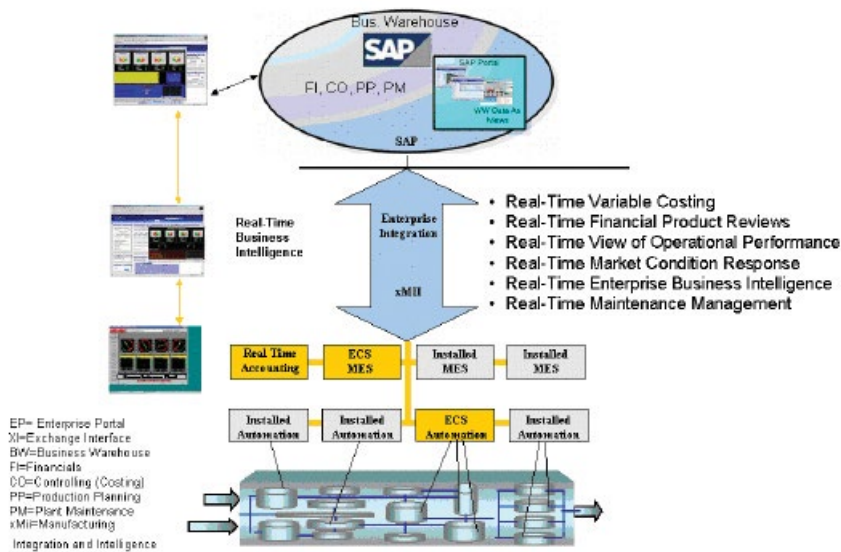 Bus. Warehouse
SAP
SAP Portal
FI, CO, PP, PM
WW Data As
News
SAP
Enterprise
Integration
xMII
Real-Time
Business
Intelligence
• Real-Time Variable Costing
• Real-Time Financial Product Reviews
• Real-Time View of Operational Performance
• Real-Time Market Condition Response
• Real-Time Enterprise Business Intelligence
• Real-Time Maintenance Management
Real Time
Accounting
ECS
MES
Installed
MES
Installed
MES
Installed
Automation
Installed
Automation
ECS
Automation
Installed
Automation
EP= Enterprise Portal
XI=Exchange Interface
BW=Business Warehouse
FI=Financials
CO=Controlling (Costing)
PP=Production Planning
PM=Plant Maintenance
xMii=Manufacturing
Integration and Intelligence